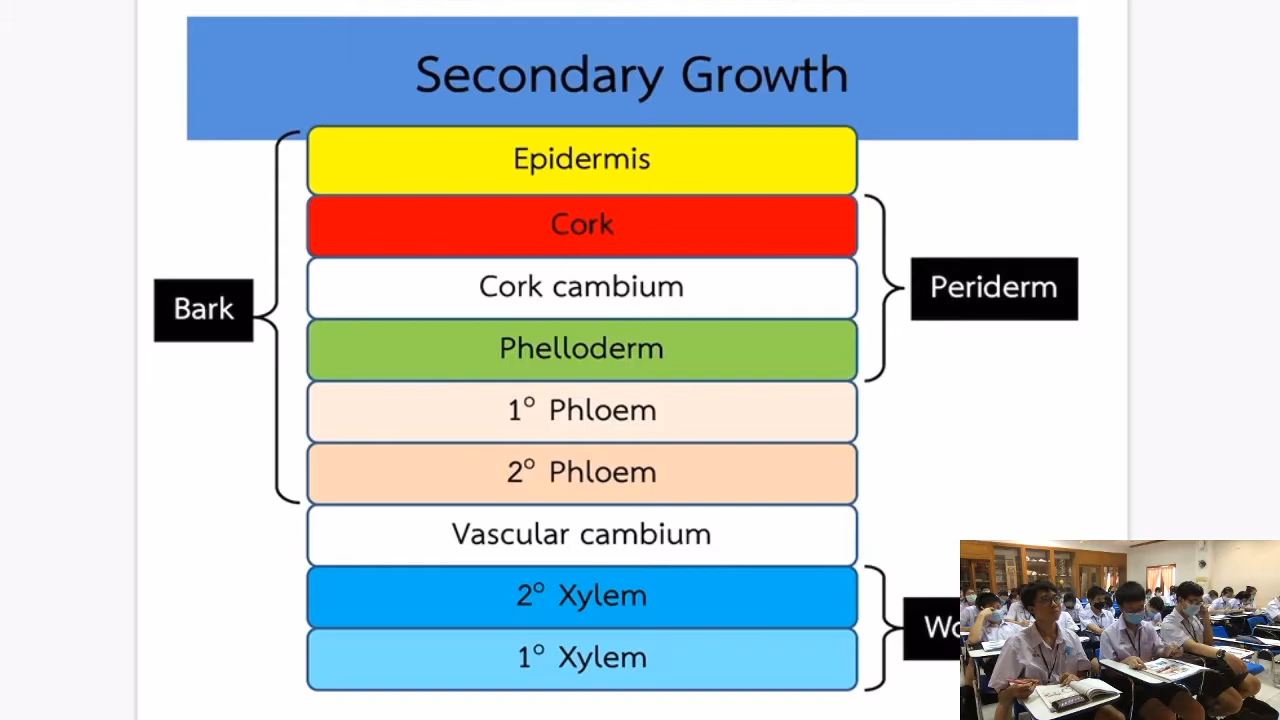 Secondary Growth
Epidermis
Cork
Cork cambium
Periderm
Bark
Phelloderm
1° Phloem
2° Phloem
Vascular cambium
2° Xylem
1° Xylem